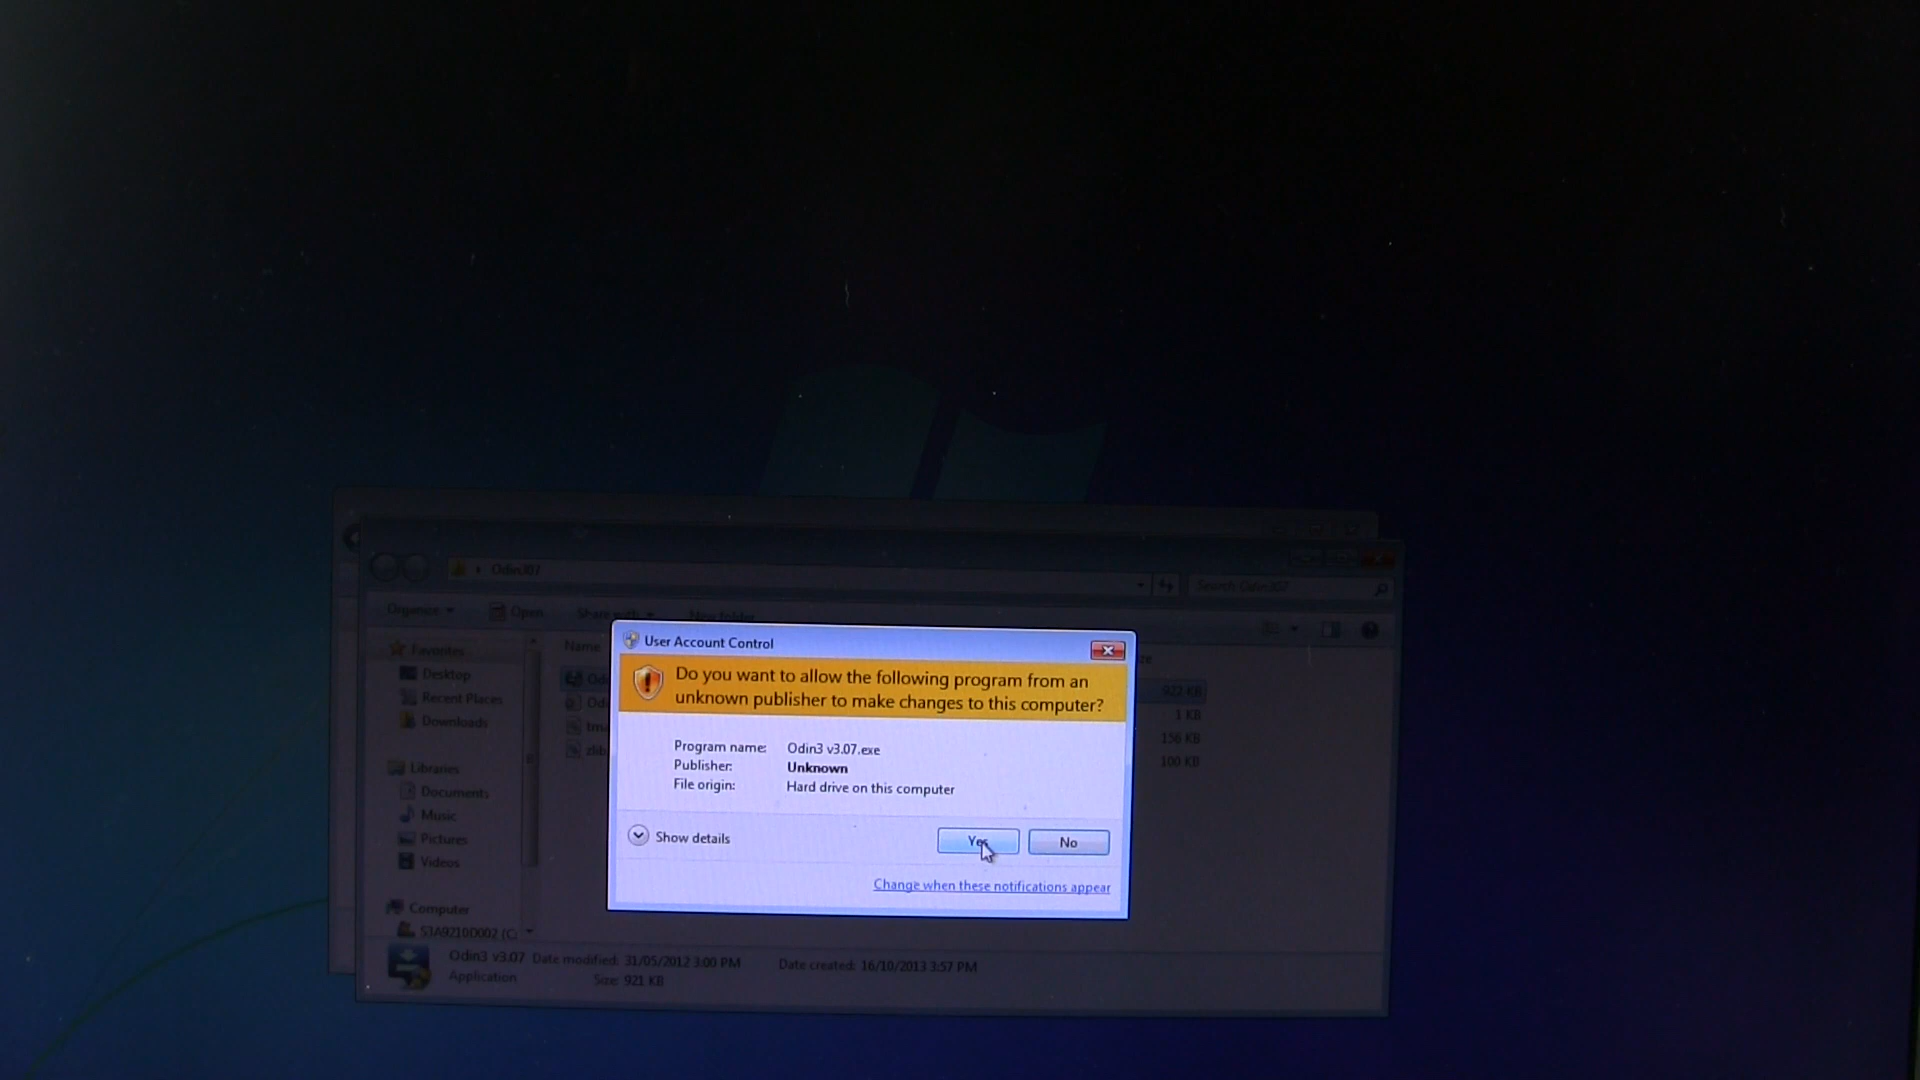 Odin307
Search Odin307
Organize
Open
Share with
New folder
Name
User Account Control
Do you want to allow the following program from an
unknown publisher to make changes to this computer?
Program name: Odin3 v3.07.exe
Publisher: Unknown
File origin: Hard drive on this computer
Show details
Yes
No
Change when these notifications appear
Favorites
Desktop
Recent Places
Downloads
Libraries
Documents
Music
Pictures
Videos
Computer
S3A9210D002 (C:
922 KB
1 KB
156 KB
100 KB
Odin3 v3.07 Date modified: 31/05/2012 3:00 PM Date created: 16/10/2013 3:57 PM
Application Size: 921 KB